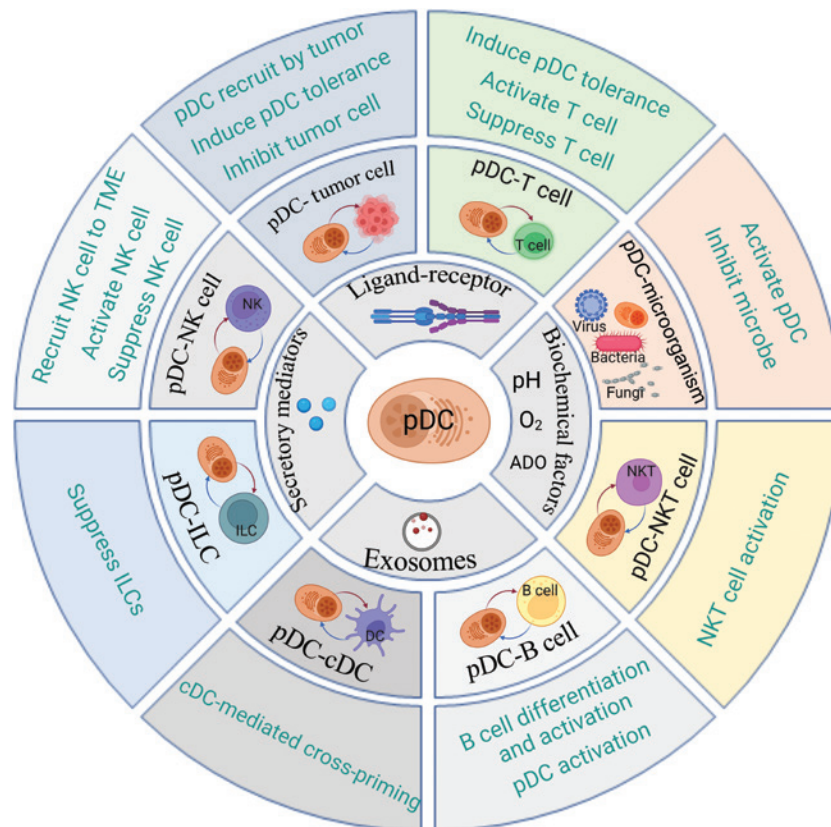 pDC recruit by tumor
Induce pDC tolerance
Inhibit tumor cell
pDC- tumor cell
Induce pDC tolerance
Activate T cell
Suppress T cell
pDC-T cell
T cell
Activate pDC
Inhibit microbe
pDC-microorganism
Virus
Bacteria
Fungi
NKT cell activation
pDC-NKT cell
NKT
B cell differentiation
and activation
pDC activation
pDC-B cell
B cell
cDC-mediated cross-priming
pDC-cDC
DC
Suppress ILCs
pDC-ILC
ILC
Recruit NK cell to TME
Activate NK cell
Suppress NK cell
pDC-NK cell
NK
Ligand-receptor
Biochemical factors
pH
O₂
ADO
Exosomes
Secretory mediators
pDC